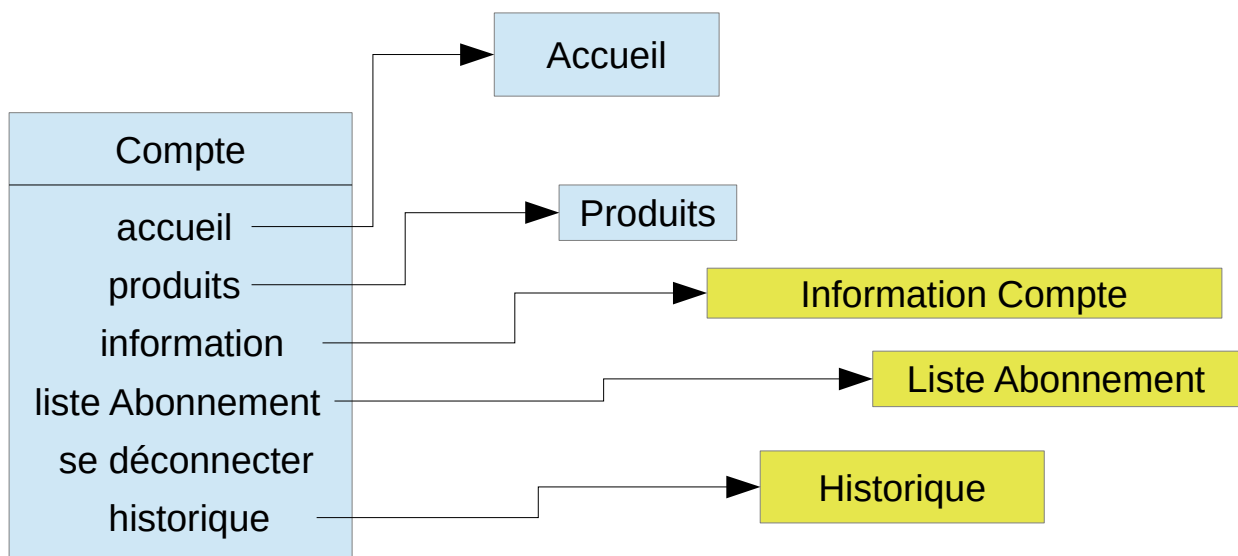 Accueil
Compte
accueil
Produits
produits
Information Compte
information
Liste Abonnement
liste Abonnement
se déconnecter
Historique
historique